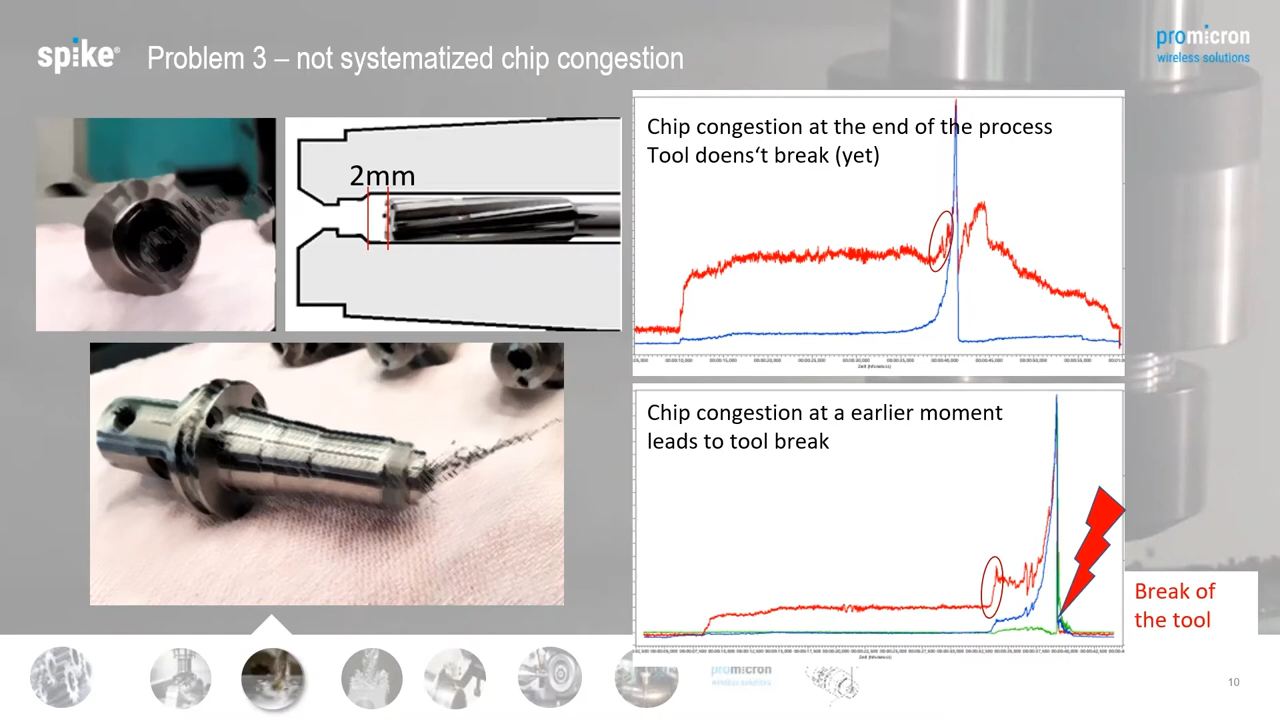 spike®
Problem 3 – not systematized chip congestion
promicron
wireless solutions
2mm
Chip congestion at the end of the process
Tool doens‘t break (yet)
Chip congestion at a earlier moment
leads to tool break
Break of
the tool
promicron
wireless solutions
10